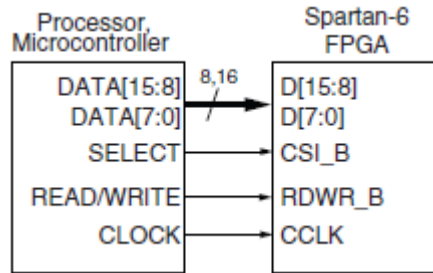 Processor,
Microcontroller
Spartan-6
FPGA
DATA[15:8]
DATA[7:0]
SELECT
READ/WRITE
CLOCK
8,16
D[15:8]
D[7:0]
CSI_B
RDWR_B
CCLK